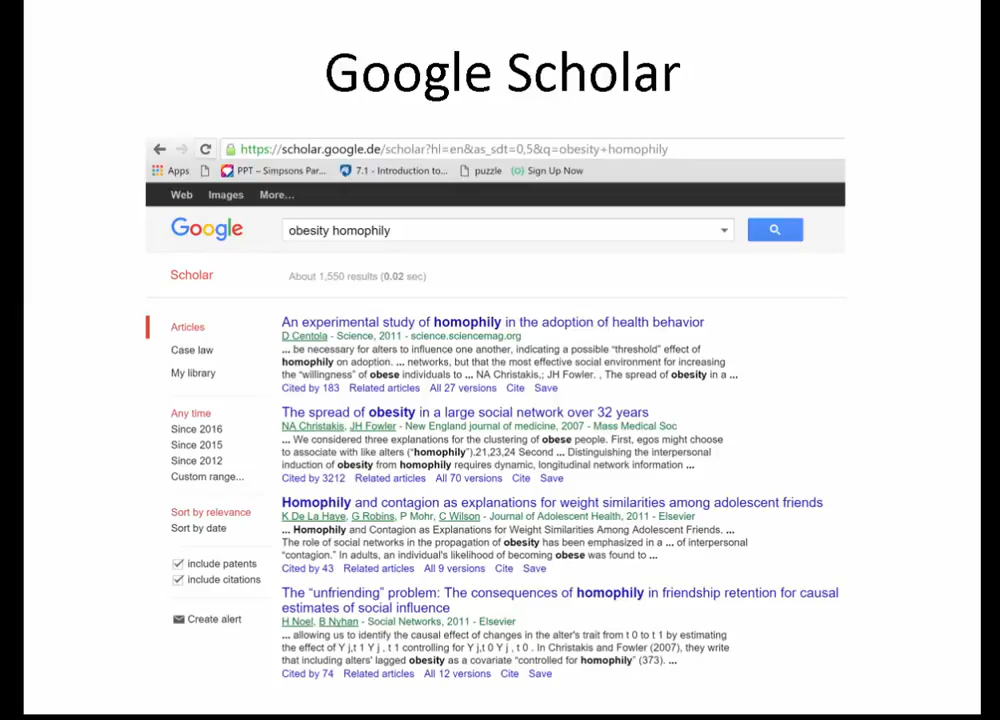 Google Scholar
https://scholar.google.de/scholar?hl=en&as_sdt=0,5&q=obesity+homophily
Apps PPT – Simpsons Par... 7.1 - Introduction to... puzzle Sign Up Now
Web Images More...
Google obesity homophily
Scholar About 1,550 results (0.02 sec)
Articles
Case law
My library
Any time
Since 2016
Since 2015
Since 2012
Custom range...
Sort by relevance
Sort by date
include patents
include citations
Create alert
An experimental study of homophily in the adoption of health behavior
D Centola - Science, 2011 - science.sciencemag.org
... be necessary for alters to influence one another, indicating a possible “threshold” effect of
homophily on adoption. ... networks, but that the most effective social environment for increasing
the “willingness” of obese individuals to ... NA Christakis,; JH Fowler. , The spread of obesity in a ...
Cited by 183 Related articles All 27 versions Cite Save
The spread of obesity in a large social network over 32 years
NA Christakis, JH Fowler - New England journal of medicine, 2007 - Mass Medical Soc
... We considered three explanations for the clustering of obese people. First, egos might choose
to associate with like alters (“homophily”).21,23,24 Second ... Distinguishing the interpersonal
induction of obesity from homophily requires dynamic, longitudinal network information ...
Cited by 3212 Related articles All 70 versions Cite Save
Homophily and contagion as explanations for weight similarities among adolescent friends
K De La Haye, G Robins, P Mohr, C Wilson - Journal of Adolescent Health, 2011 - Elsevier
... Homophily and Contagion as Explanations for Weight Similarities Among Adolescent Friends. ...
The role of social networks in the propagation of obesity has been emphasized in a ... of interpersonal
“contagion.” In adults, an individual's likelihood of becoming obese was found to ...
Cited by 43 Related articles All 9 versions Cite Save
The “unfriending” problem: The consequences of homophily in friendship retention for causal
estimates of social influence
H Noel, B Nyhan - Social Networks, 2011 - Elsevier
... allowing us to identify the causal effect of changes in the alter's trait from t 0 to t 1 by estimating
the effect of Y j,t 1 Y j , t 1 controlling for Y j,t 0 Y j , t 0 . In Christakis and Fowler (2007), they write
that including alters' lagged obesity as a covariate “controlled for homophily” (373). ...
Cited by 74 Related articles All 12 versions Cite Save